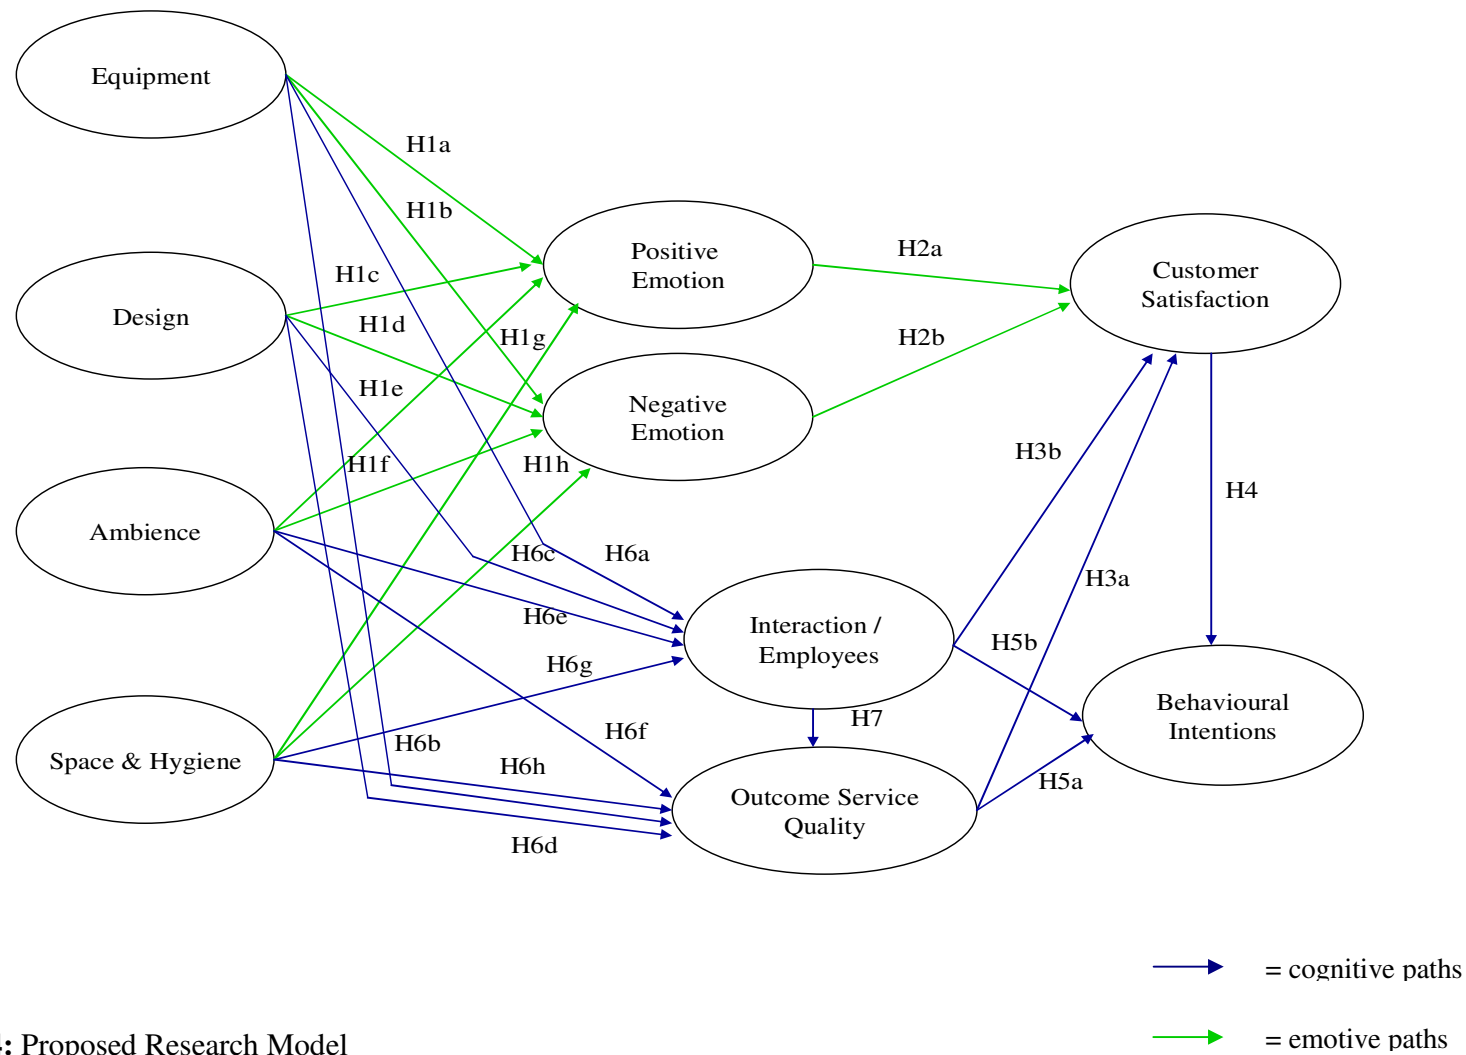 Equipment
H1a
H1b
Positive
Emotion
H2a
Customer
Satisfaction
H1c
Design
H1d
H1g
H2b
H1e
Negative
Emotion
H1f
H1h
H3b
H4
Ambience
H6c
H6a
H3a
H6e
Interaction /
Employees
H5b
H6g
Behavioural
Intentions
H7
H6f
H6b
Space & Hygiene
H6h
H5a
Outcome Service
Quality
H6d
= cognitive paths
: Proposed Research Model
= emotive paths